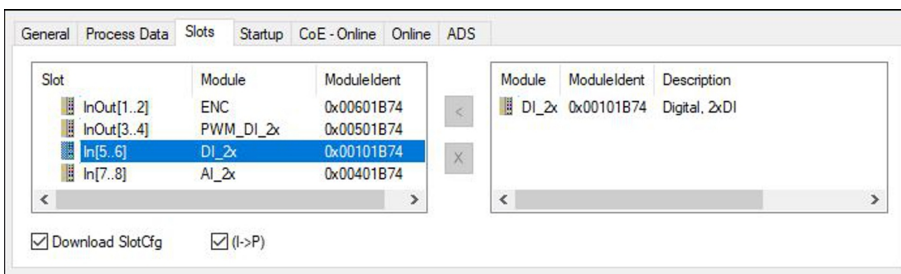 General Process Data Slots Startup CoE - Online Online ADS
Slot Module ModuleIdent
InOut[1..2] ENC 0x00601B74
InOut[3..4] PWM_DI_2x 0x00501B74
In[5..6] DI_2x 0x00101B74
In[7..8] AI_2x 0x00401B74
<
X
Module ModuleIdent Description
DI_2x 0x00101B74 Digital, 2xDI
Download SlotCfg (I->P)